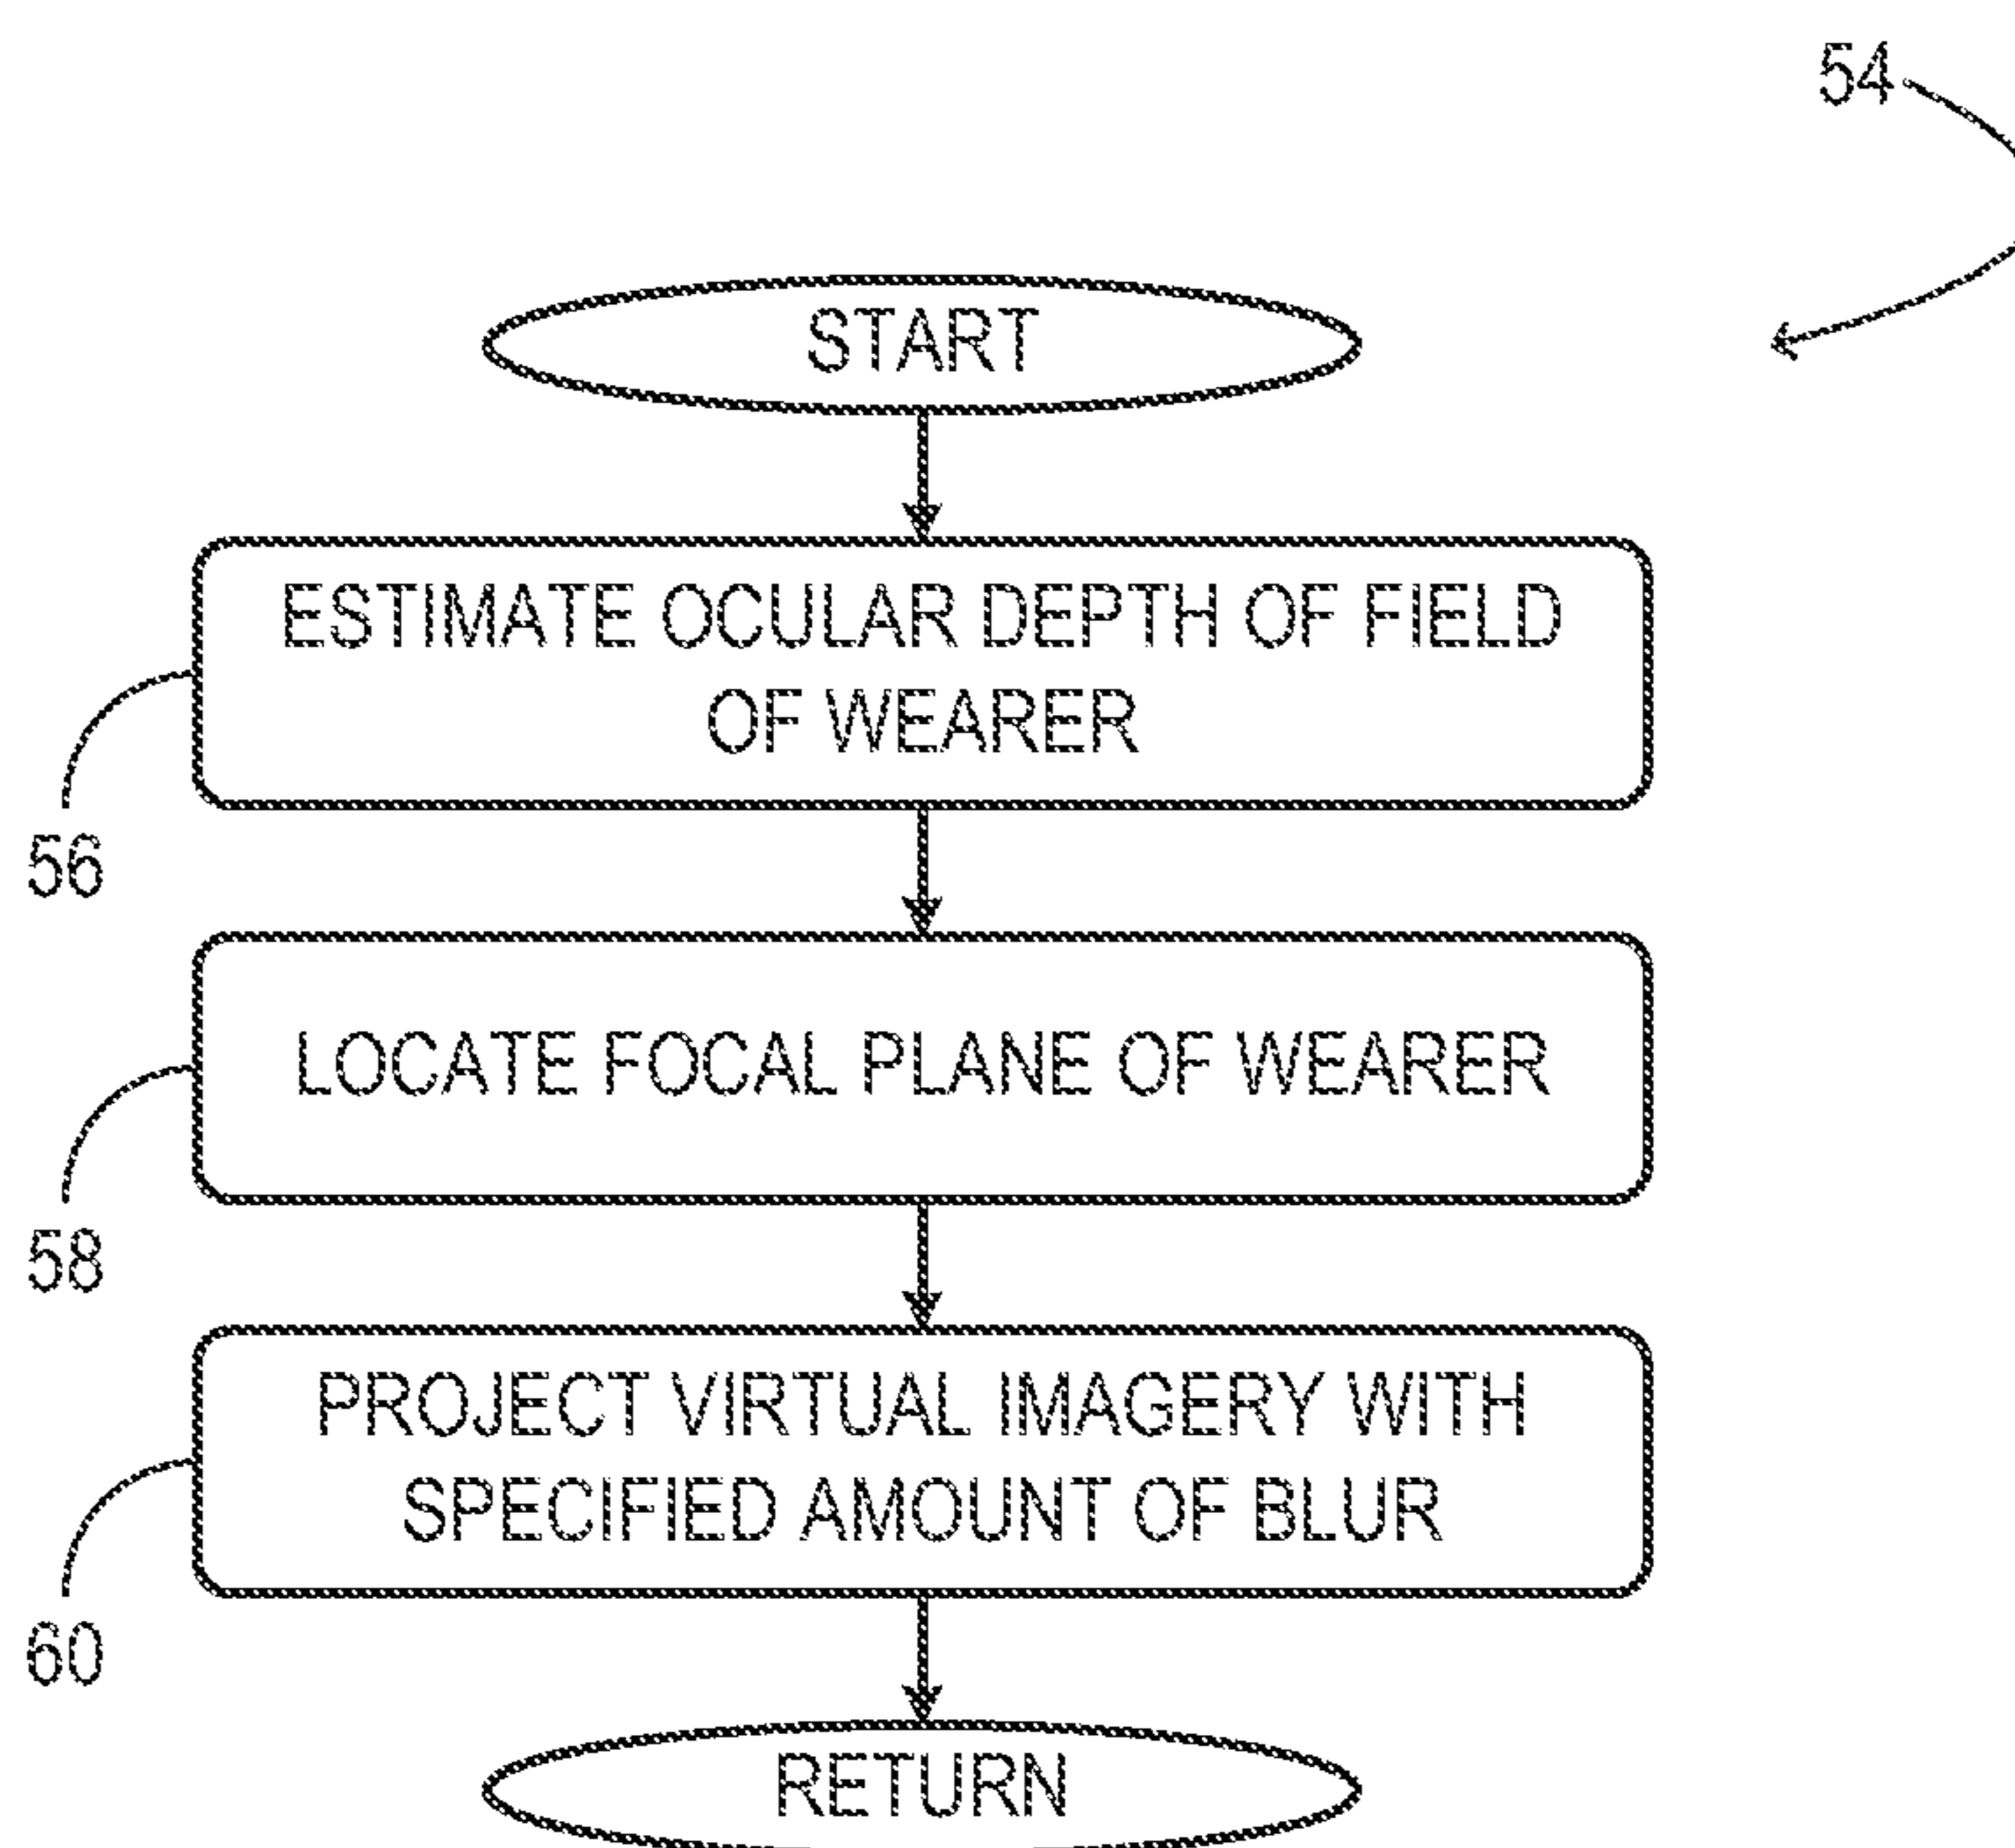 54
START
ESTIMATE OCULAR DEPTH OF FIELD
OF WEARER
56
LOCATE FOCAL PLANE OF WEARER
58
PROJECT VIRTUAL IMAGERY WITH
SPECIFIED AMOUNT OF BLUR
60
RETURN